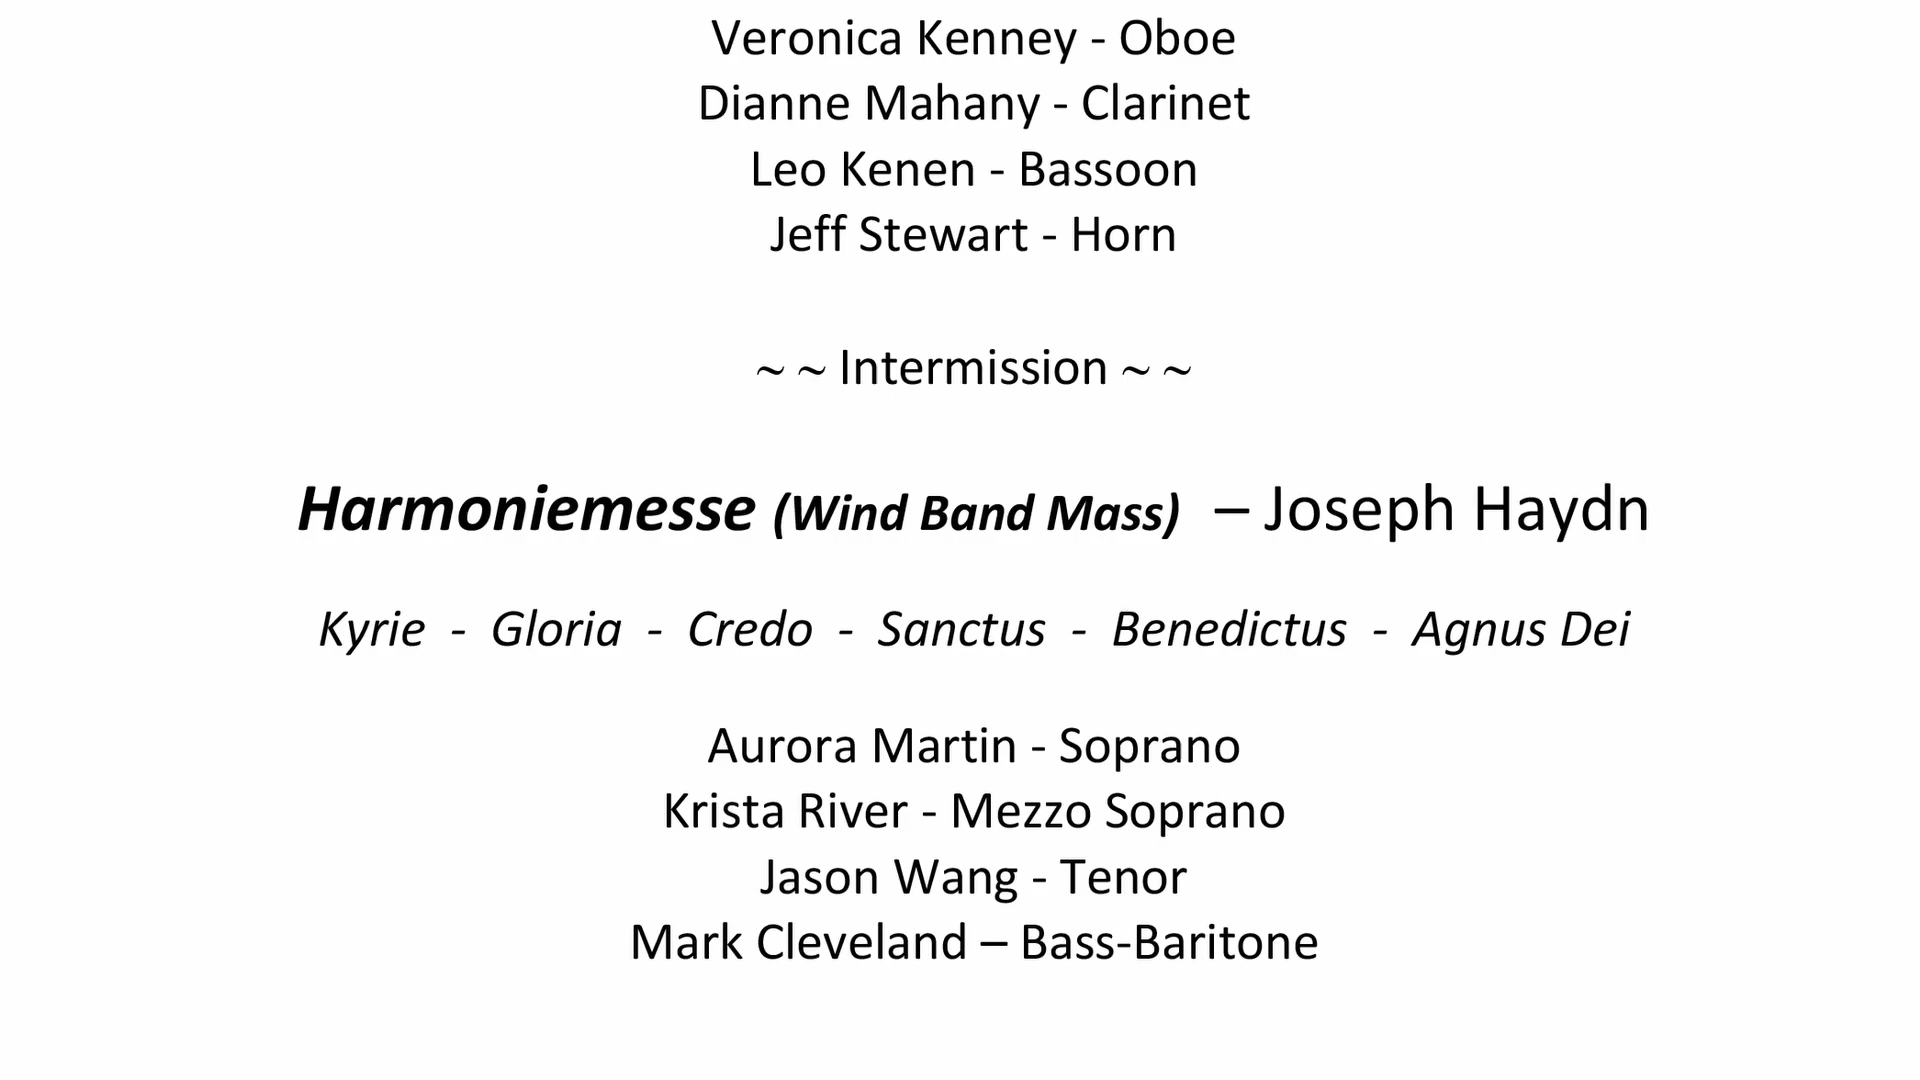 Veronica Kenney - Oboe
Dianne Mahany - Clarinet
Leo Kenen - Bassoon
Jeff Stewart - Horn
~ ~ Intermission ~ ~
Harmoniemesse (Wind Band Mass) – Joseph Haydn
Kyrie - Gloria - Credo - Sanctus - Benedictus - Agnus Dei
Aurora Martin - Soprano
Krista River - Mezzo Soprano
Jason Wang - Tenor
Mark Cleveland – Bass-Baritone